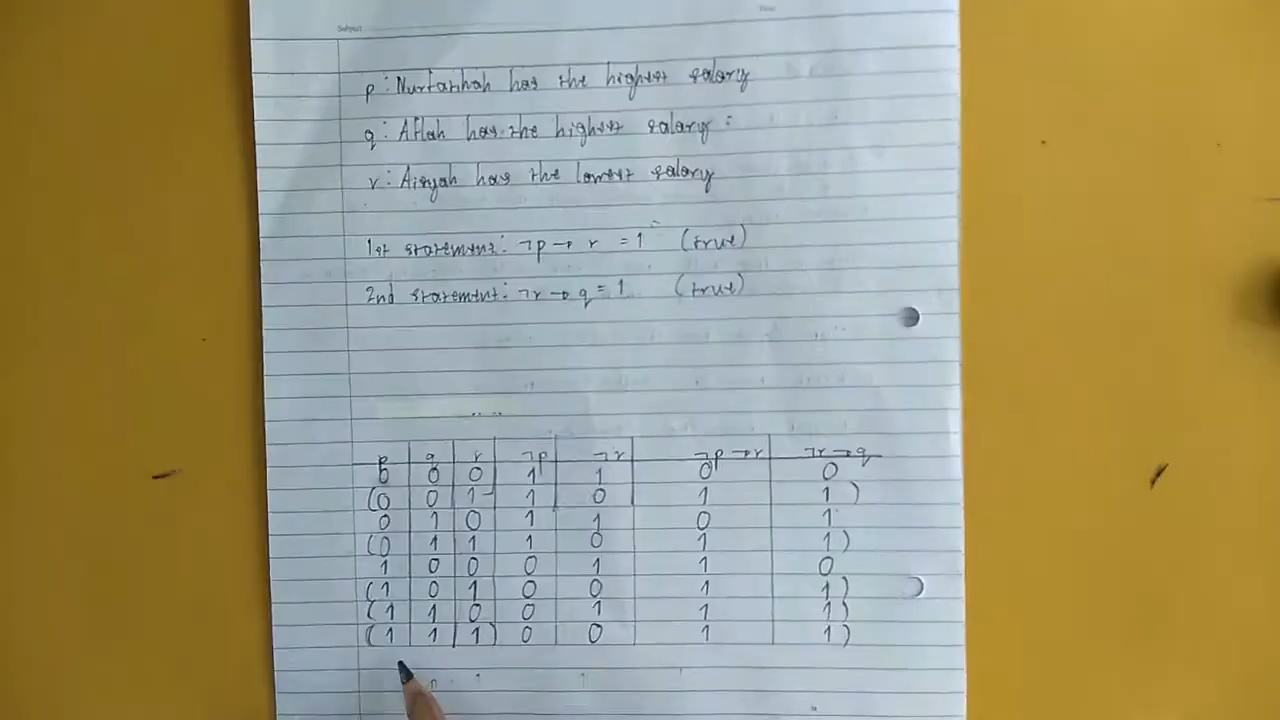 Subject
p : Nurfarihah has the highest salary
q : Aflah has the highest salary :
r : Aisyah has the lowest salary
1st statement : ¬p → r = 1 (true)
2nd statement : ¬r → q = 1 (true)
p q r ¬p ¬r ¬p → r ¬r → q
0 0 0 1 1 0 0
(0 0 1 1 0 1 1)
0 1 0 1 1 0 1
(0 1 1 1 0 1 1)
1 0 0 0 1 1 0
(1 0 1 0 0 1 1)
(1 1 0 0 1 1 1)
(1 1 1) 0 0 1 1)